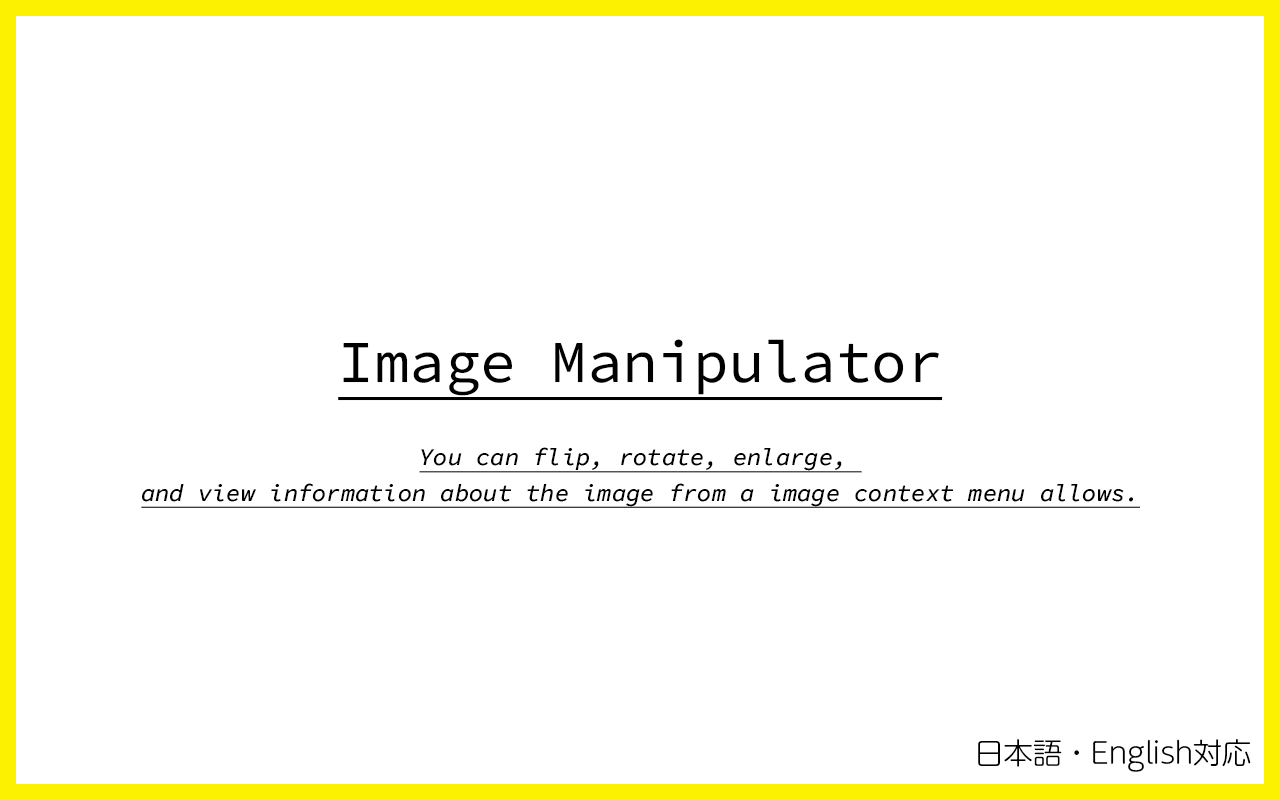 Image Manipulator
You can flip, rotate, enlarge,
and view information about the image from a image context menu allows.
日本語・English対応